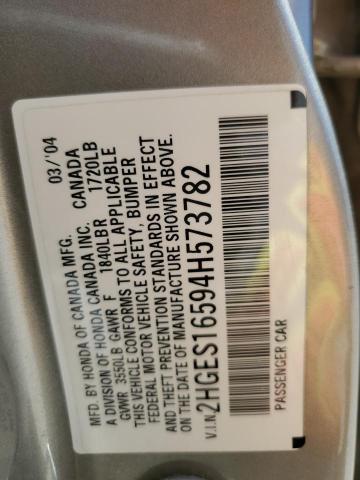 MFD. BY HONDA OF CANADA MFG. 03/'04
A DIVISION OF HONDA CANADA INC. CANADA
GVWR 3550LB GAWR F 1840LBR 1720LB
THIS VEHICLE CONFORMS TO ALL APPLICABLE
FEDERAL MOTOR VEHICLE SAFETY, BUMPER
AND THEFT PREVENTION STANDARDS IN EFFECT
ON THE DATE OF MANUFACTURE SHOWN ABOVE.
V.I.N. 2HGES16594H573782
PASSENGER CAR